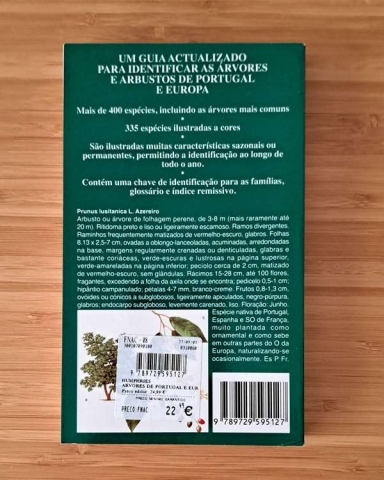 UM GUIA ACTUALIZADO
PARA IDENTIFICAR AS ÁRVORES
E ARBUSTOS DE PORTUGAL
E EUROPA
Mais de 400 espécies, incluindo as árvores mais comuns
•
335 espécies ilustradas a cores
•
São ilustradas muitas características sazonais ou
permanentes, permitindo a identificação ao longo de
todo o ano.
•
Contém uma chave de identificação para as famílias,
glossário e índice remissivo.
Prunus lusitanica L. Azereiro
Arbusto ou árvore de folhagem perene, de 3-8 m (mais raramente até
20 m). Ritidoma preto e liso ou ligeiramente escamoso. Ramos divergentes.
Raminhos frequentemente matizados de vermelho-escuro, glabros. Folhas
8.13 x 2,5-7 cm, ovadas a oblongo-lanceoladas, acuminadas, arredondadas
na base, margens regularmente crenadas ou denticuladas, glabras e
bastante coriáceas, verde-escuras e lustrosas na página superior,
verde-amareladas na página inferior; pecíolo cerca de 2 cm, matizado
de vermelho-escuro, sem glândulas. Rácimos 15-28 cm, até 100 flores,
fragantes, excedendo a folha da axila onde se encontra; pedicelo 0,5-1 cm;
hipânto campanulado; pétalas 4-7 mm, branco-creme. Frutos 0,8-1,3 cm,
ovóides ou cónicos a subglobosos, ligeiramente apiculados, negro-púrpura,
glabros; endocarpo subgloboso, levemente carenado, liso. Floração: Junho.
Espécie nativa de Portugal,
Espanha e SO de França,
muito plantada como
ornamental e como sebe
em outras partes do O da
Europa, naturalizando-se
ocasionalmente. Es P Fr.
FNAC - 08
9 789729 595127
HUMPHRIES
ARVORES DE PORTUGAL E EUR
PREÇO FNAC 22 €
9 789729 595127